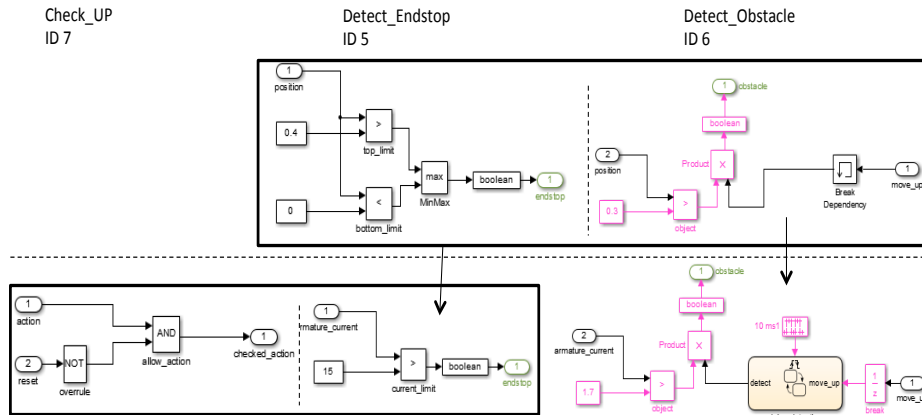 Check_UP
ID 7
Detect_Endstop
ID 5
Detect_Obstacle
ID 6
1
position
0.4
>
top_limit
0
<
bottom_limit
max
MinMax
boolean
1
endstop
1
obstacle
boolean
Product
X
2
position
0.3
>
object
Break
Dependency
1
move_up
1
action
2
reset
NOT
overrule
AND
allow_action
1
checked_action
1
rmature_current
15
>
current_limit
boolean
1
endstop
1
obstacle
boolean
Product
X
2
armature_current
1.7
>
object
10 ms1
detect
move_up
1
z
break
1
move_u